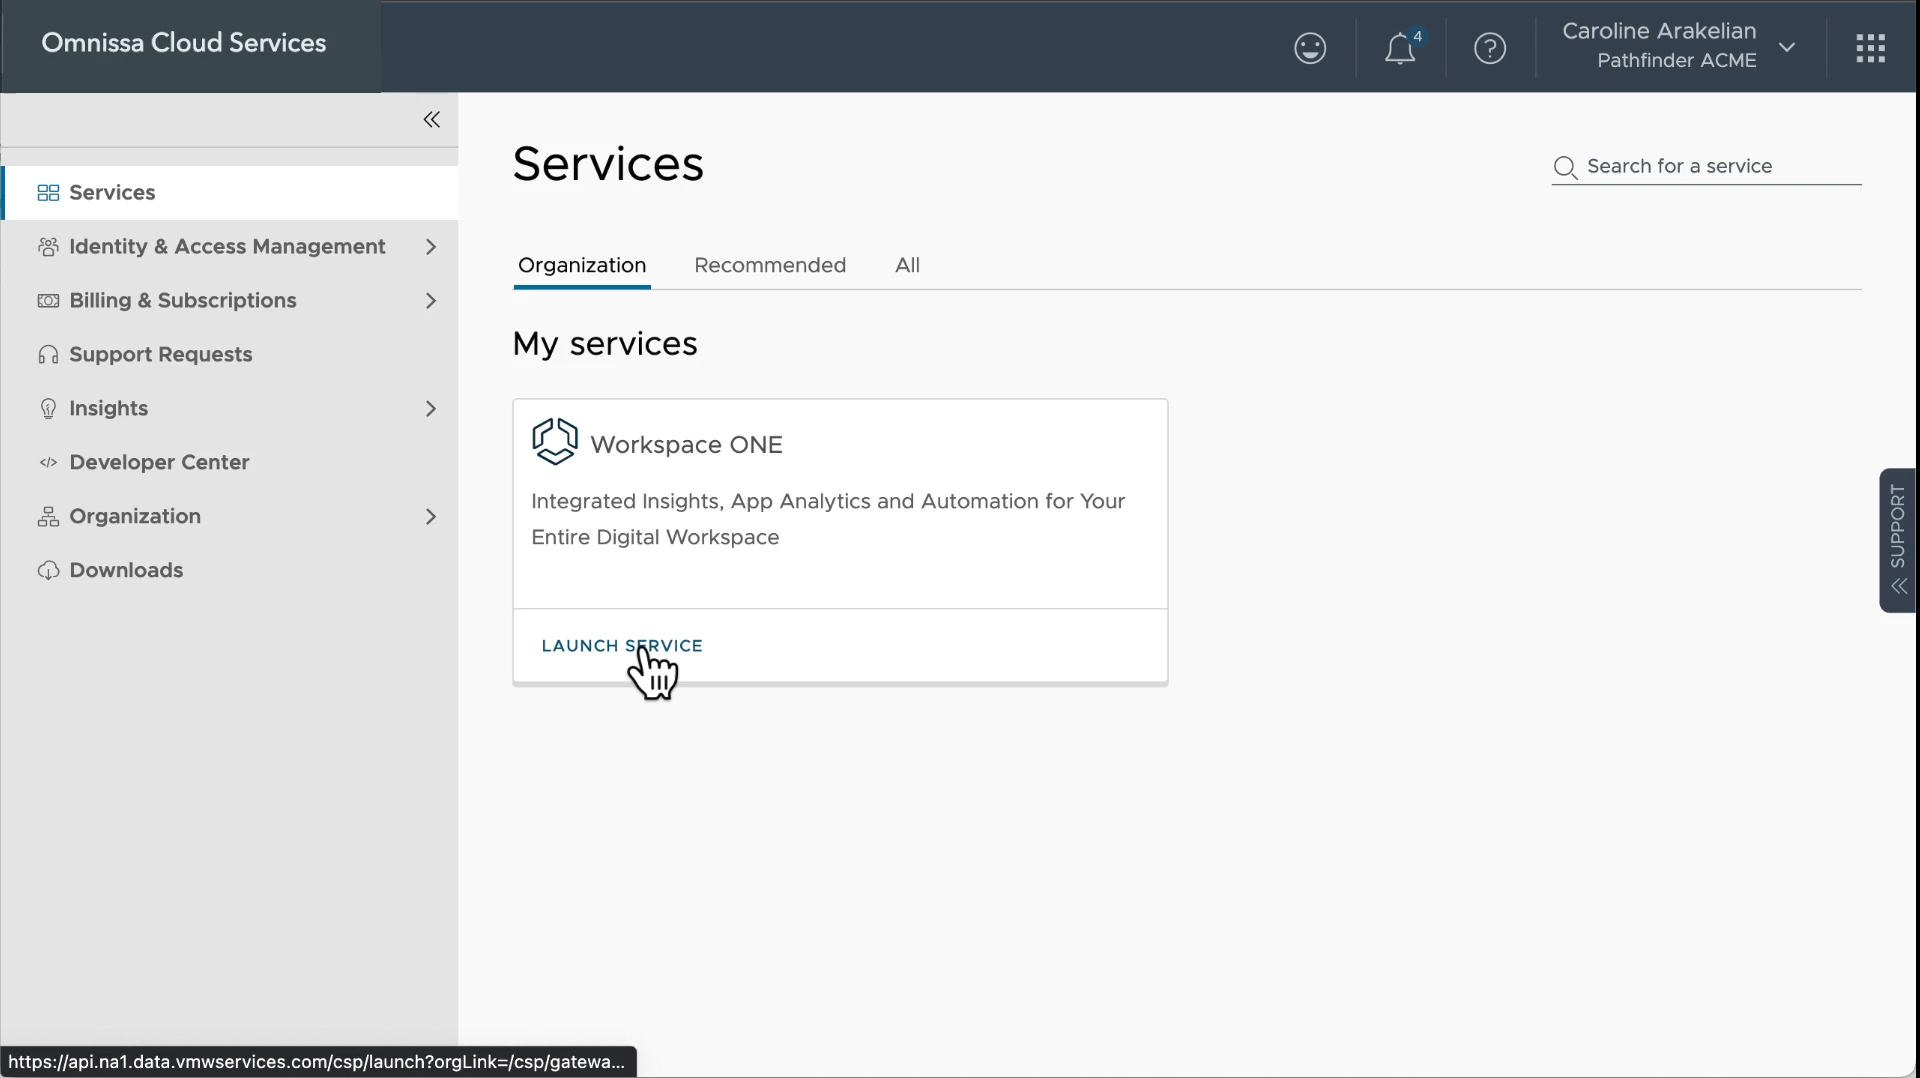 Omnissa Cloud Services
4
Caroline Arakelian
Pathfinder ACME
Services
Identity & Access Management
Billing & Subscriptions
Support Requests
Insights
Developer Center
Organization
Downloads
Services
Search for a service
Organization Recommended All
My services
Workspace ONE
Integrated Insights, App Analytics and Automation for Your
Entire Digital Workspace
LAUNCH SERVICE
SUPPORT
https://api.na1.data.vmwservices.com/csp/launch?orgLink=/csp/gatewa...